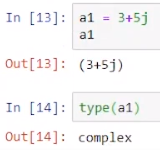 In [13]: a1 = 3+5j
a1
Out[13]: (3+5j)
In [14]: type(a1)
Out[14]: complex